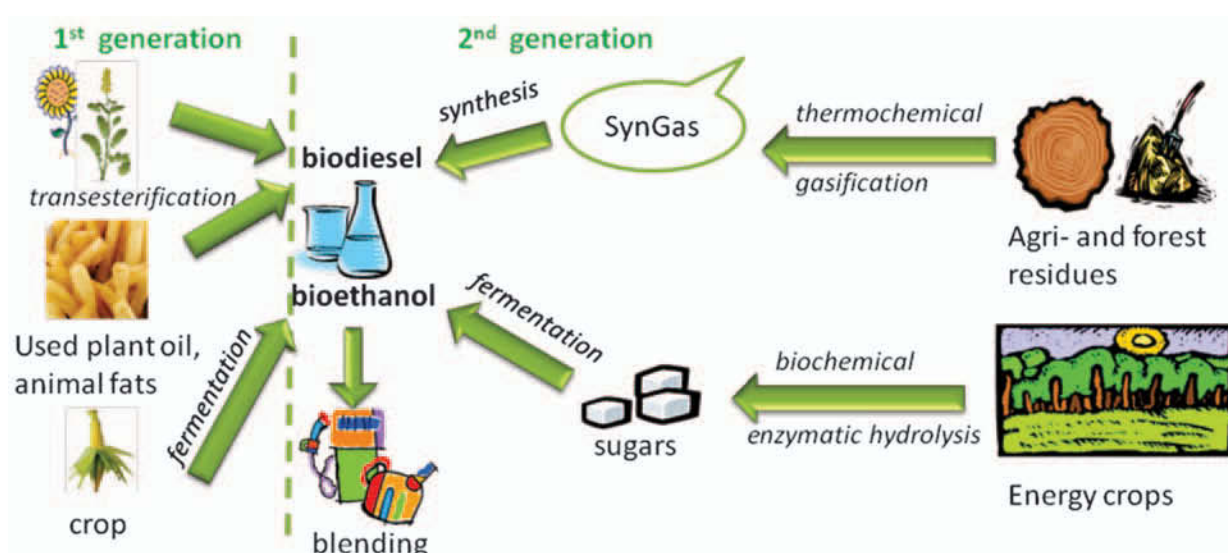 1st generation
2nd generation
transesterification
Used plant oil,
animal fats
fermentation
crop
biodiesel
bioethanol
blending
synthesis
SynGas
thermochemical
gasification
Agri- and forest
residues
fermentation
sugars
biochemical
enzymatic hydrolysis
Energy crops